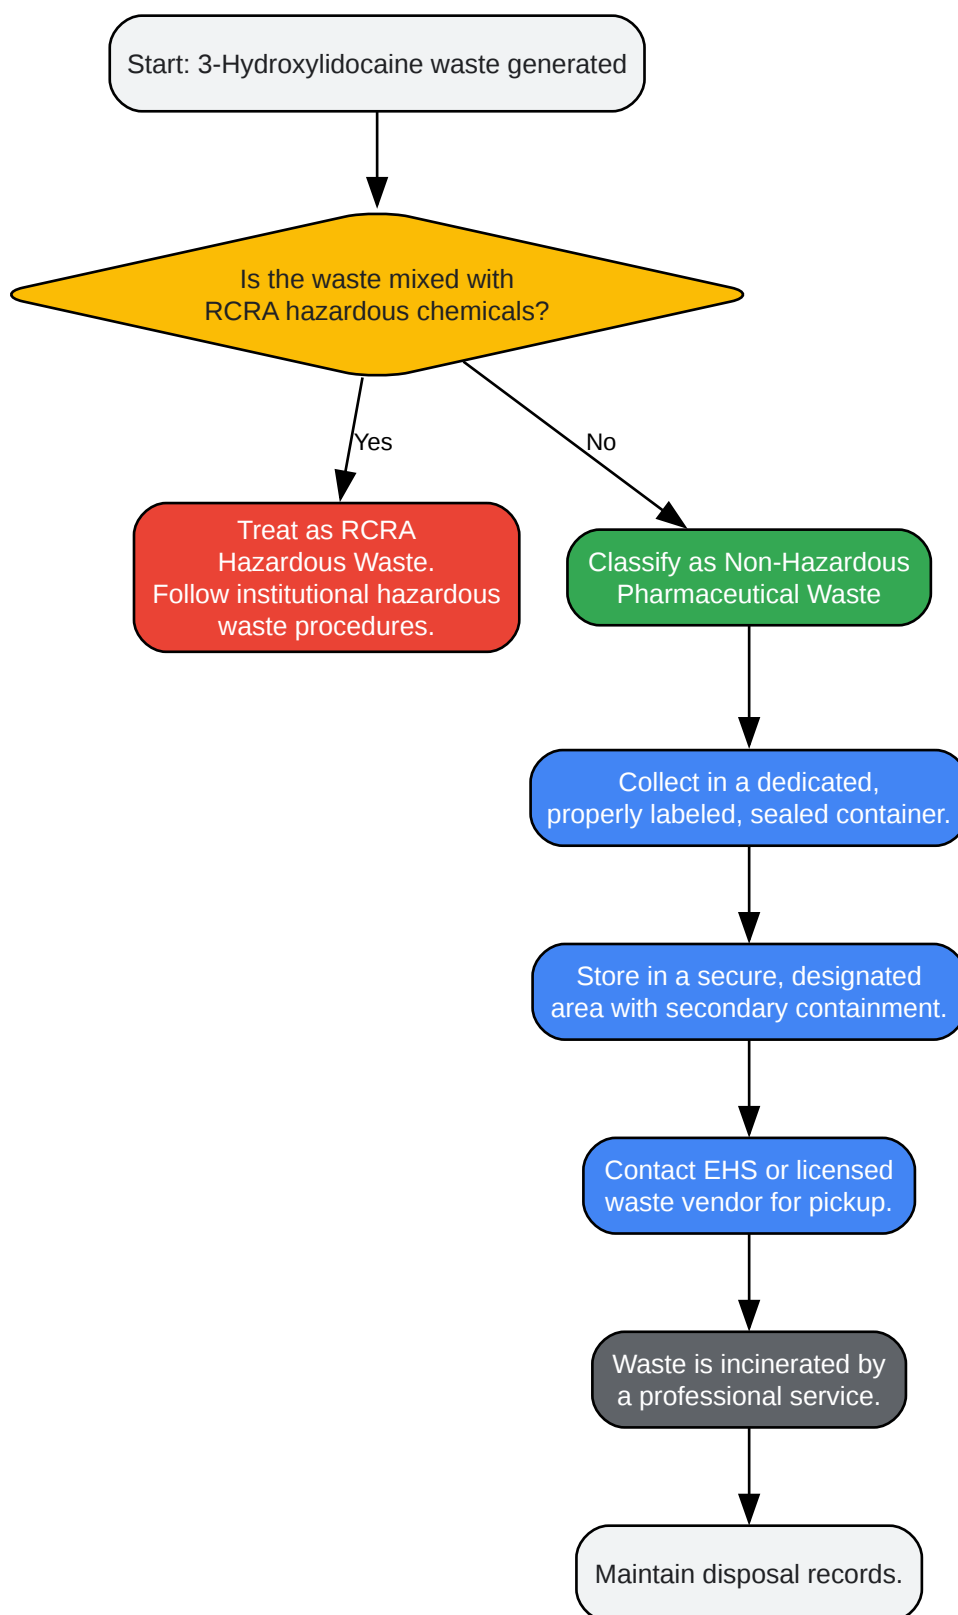 Start: 3-Hydroxylidocaine waste generated
Is the waste mixed with
RCRA hazardous chemicals?
Yes
No
Treat as RCRA
Hazardous Waste.
Follow institutional hazardous
waste procedures.
Classify as Non-Hazardous
Pharmaceutical Waste
Collect in a dedicated,
properly labeled, sealed container.
Store in a secure, designated
area with secondary containment.
Contact EHS or licensed
waste vendor for pickup.
Waste is incinerated by
a professional service.
Maintain disposal records.